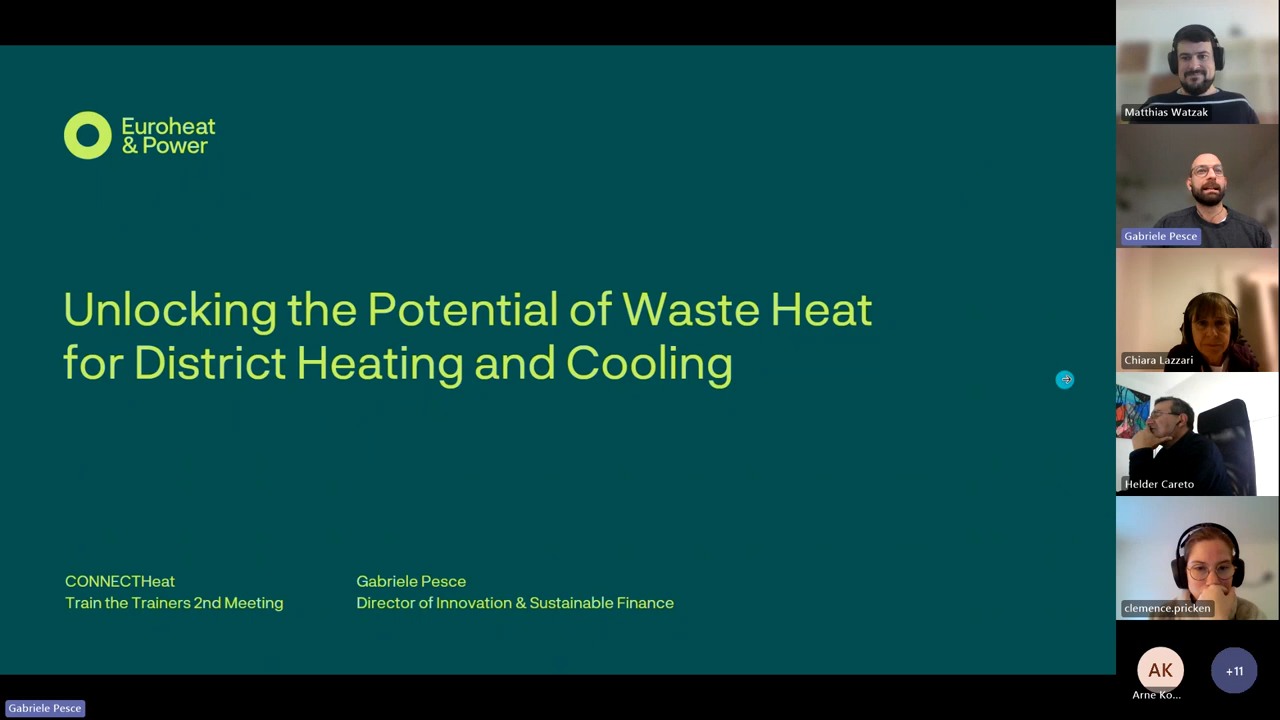 Euroheat
& Power
Unlocking the Potential of Waste Heat
for District Heating and Cooling
CONNECTHeat
Train the Trainers 2nd Meeting
Gabriele Pesce
Director of Innovation & Sustainable Finance
Matthias Watzak
Gabriele Pesce
Chiara Lazzari
Helder Careto
clemence.pricken
AK
Arne Ko...
+11
Gabriele Pesce